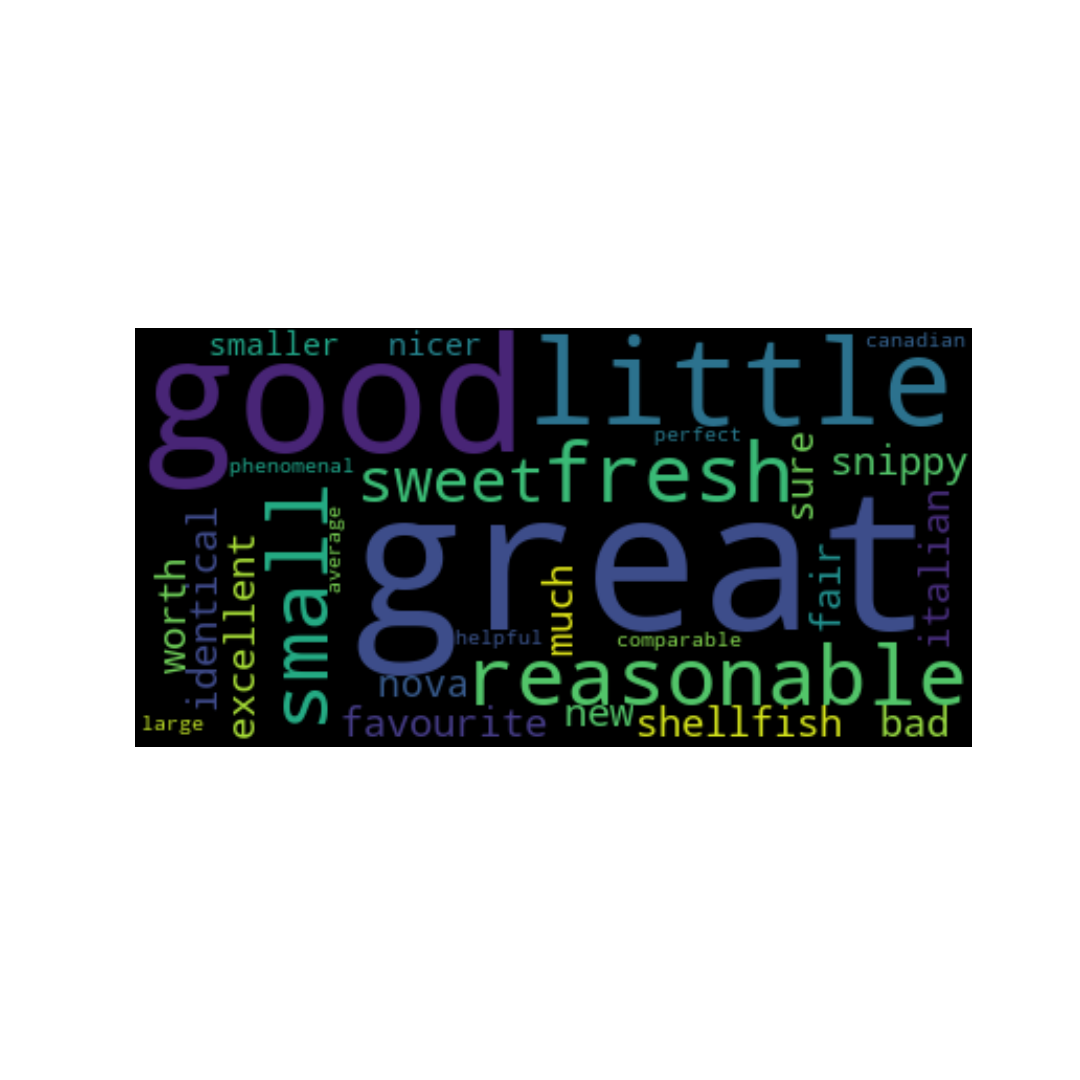 smaller
nicer
canadian
good
little
perfect
phenomenal
sweet
fresh
sure
snippy
great
small
average
identical
worth
excellent
much
fair
italian
helpful
comparable
nova
reasonable
large
favourite
new
shellfish
bad